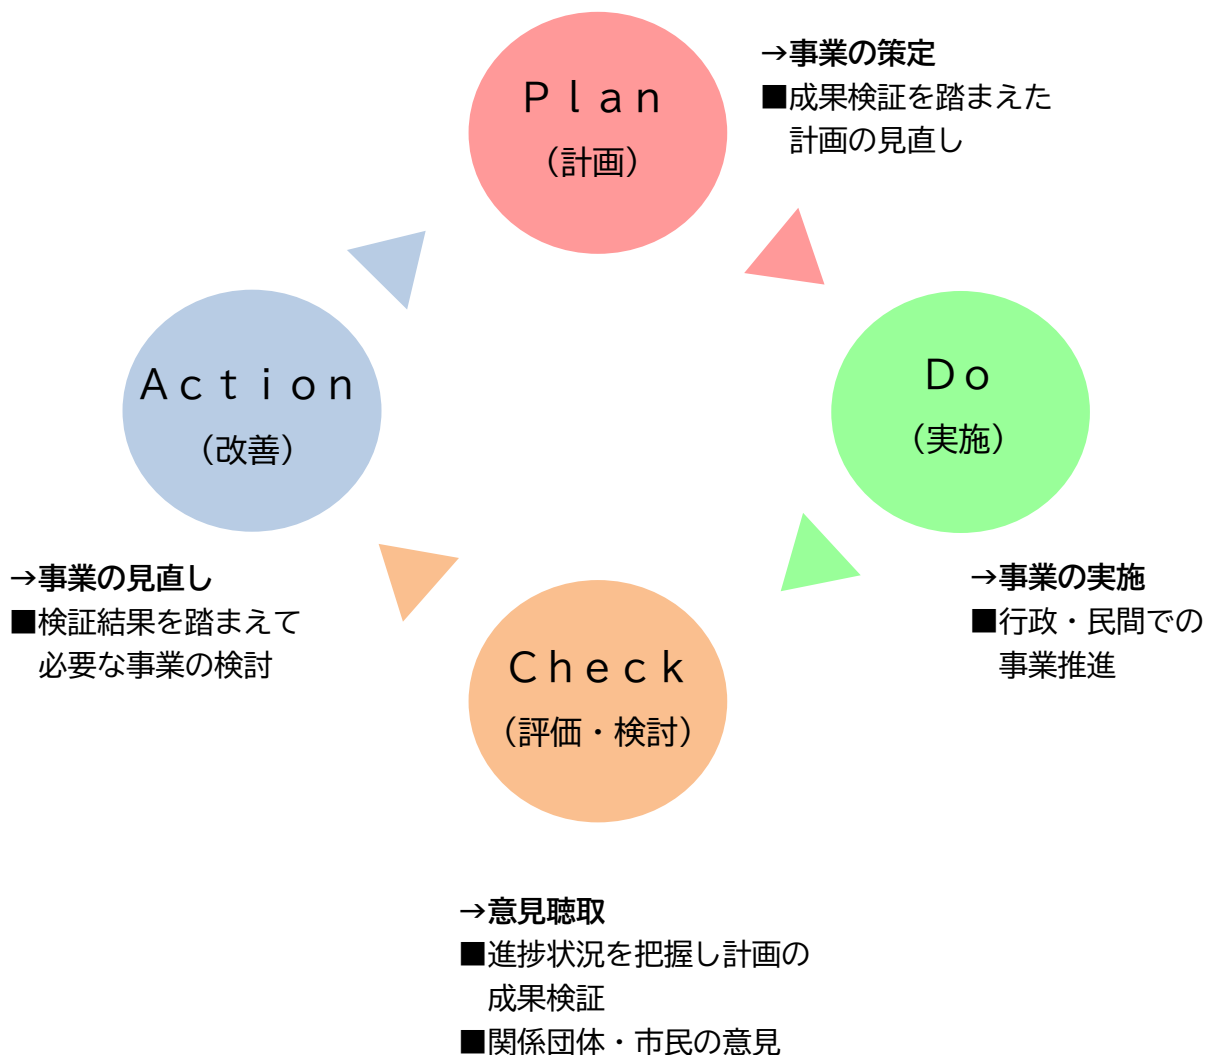 Ｐｌａｎ
（計画）
→事業の策定
■成果検証を踏まえた
計画の見直し
Ｄｏ
（実施）
→事業の実施
■行政・民間での
事業推進
Ｃｈｅｃｋ
（評価・検討）
→意見聴取
■進捗状況を把握し計画の
成果検証
■関係団体・市民の意見
Ａｃｔｉｏｎ
（改善）
→事業の見直し
■検証結果を踏まえて
必要な事業の検討